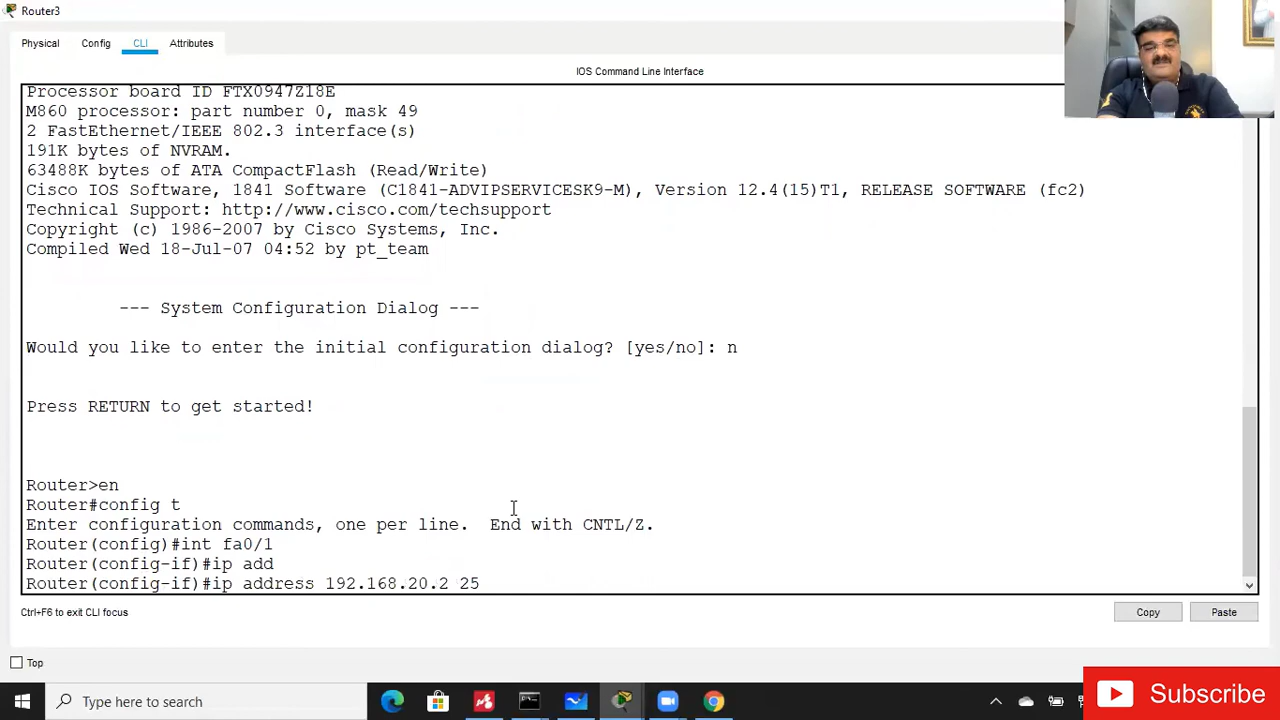 Router3
Physical Config CLI Attributes
IOS Command Line Interface
Processor board ID FTX0947Z18E
M860 processor: part number 0, mask 49
2 FastEthernet/IEEE 802.3 interface(s)
191K bytes of NVRAM.
63488K bytes of ATA CompactFlash (Read/Write)
Cisco IOS Software, 1841 Software (C1841-ADVIPSERVICESK9-M), Version 12.4(15)T1, RELEASE SOFTWARE (fc2)
Technical Support: http://www.cisco.com/techsupport
Copyright (c) 1986-2007 by Cisco Systems, Inc.
Compiled Wed 18-Jul-07 04:52 by pt_team
--- System Configuration Dialog ---
Would you like to enter the initial configuration dialog? [yes/no]: n
Press RETURN to get started!
Router>en
Router#config t
Enter configuration commands, one per line. End with CNTL/Z.
Router(config)#int fa0/1
Router(config-if)#ip add
Router(config-if)#ip address 192.168.20.2 25
Ctrl+F6 to exit CLI focus
Copy Paste
Top
Type here to search
Subscribe